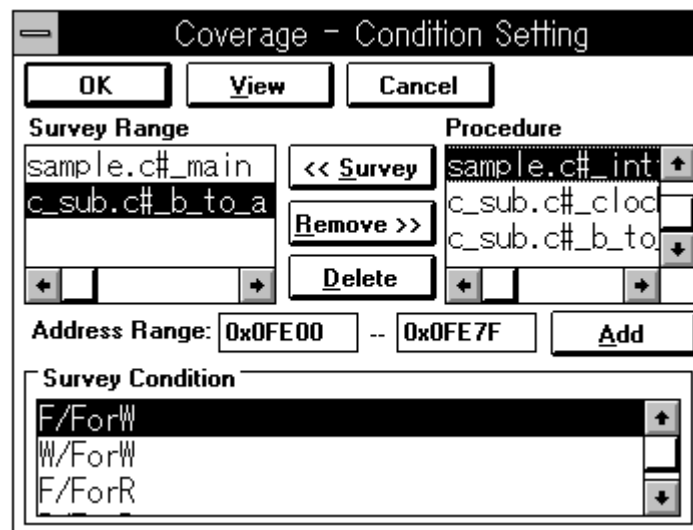 Coverage - Condition Setting
OK View Cancel
Survey Range Procedure
sample.c#_main << Survey sample.c#_int
c_sub.c#_b_to_a Remove >> c_sub.c#_cloc
Delete c_sub.c#_b_to_
Address Range: 0x0FE00 -- 0x0FE7F Add
Survey Condition
F/ForW
W/ForW
F/ForR